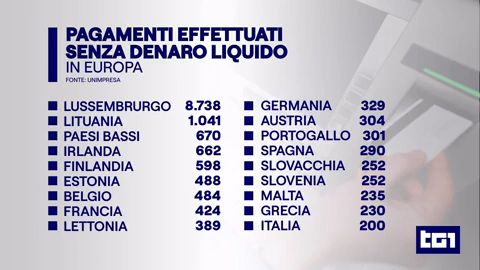 PAGAMENTI EFFETTUATI
SENZA DENARO LIQUIDO
IN EUROPA
FONTE: UNIMPRESA
LUSSEMBRURGO 8.738
LITUANIA 1.041
PAESI BASSI 670
IRLANDA 662
FINLANDIA 598
ESTONIA 488
BELGIO 484
FRANCIA 424
LETTONIA 389
GERMANIA 329
AUSTRIA 304
PORTOGALLO 301
SPAGNA 290
SLOVACCHIA 252
SLOVENIA 252
MALTA 235
GRECIA 230
ITALIA 200
tg1